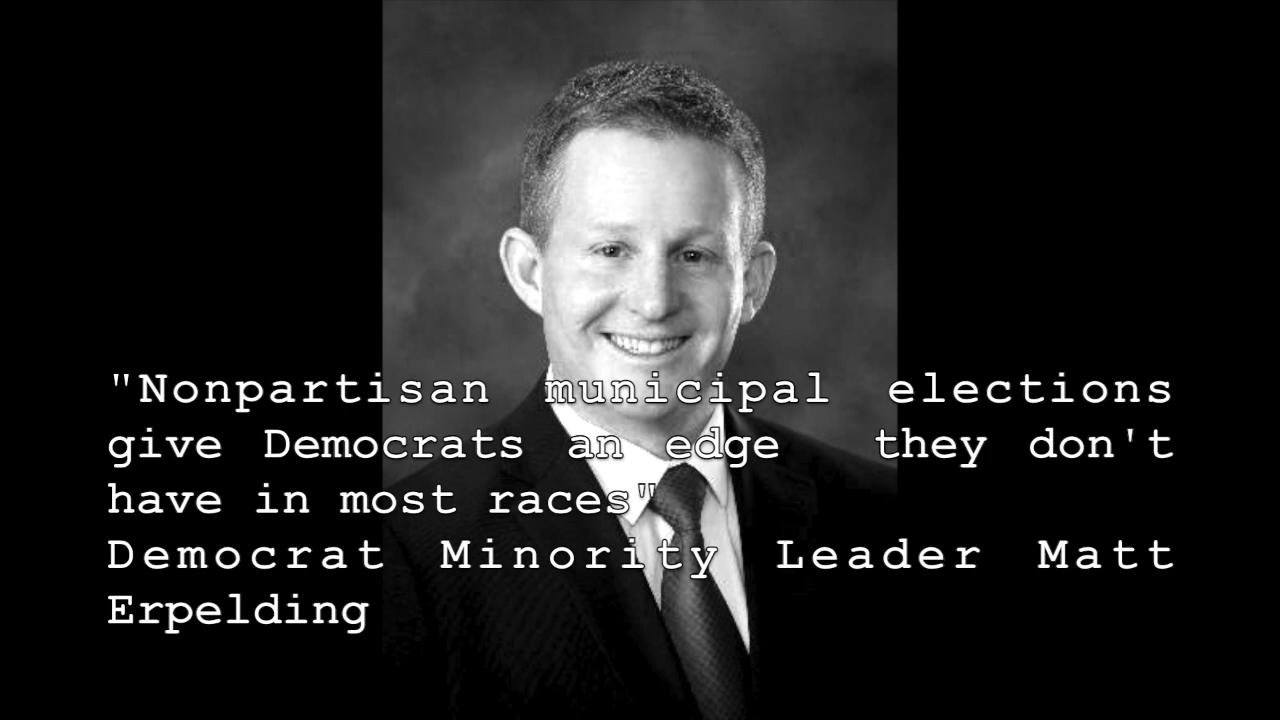 "Nonpartisan municipal elections
give Democrats an edge they don't
have in most races"
Democrat Minority Leader Matt
Erpelding